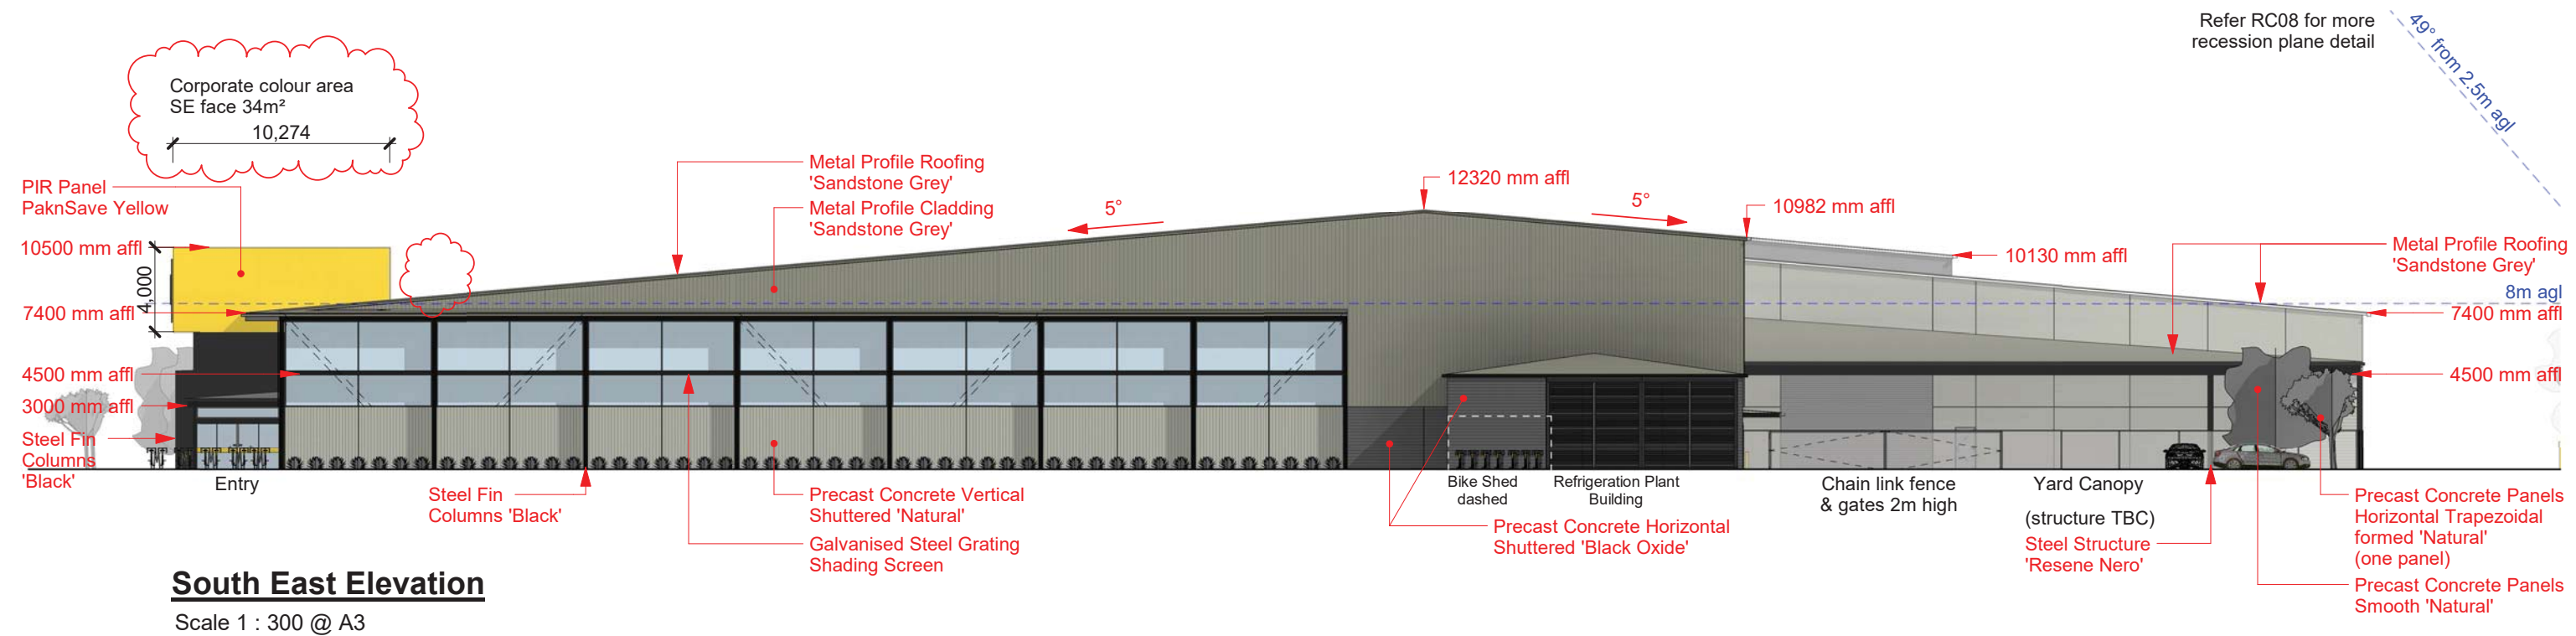 Refer RC08 for more
recession plane detail
49° from 2.5m agl
Corporate colour area
SE face 34m²
10,274
PIR Panel
PaknSave Yellow
10500 mm affl
4,000
7400 mm affl
4500 mm affl
3000 mm affl
Steel Fin
Columns
'Black'
Entry
Metal Profile Roofing
'Sandstone Grey'
Metal Profile Cladding
'Sandstone Grey'
5°
12320 mm affl
5°
10982 mm affl
10130 mm affl
Metal Profile Roofing
'Sandstone Grey'
8m agl
7400 mm affl
4500 mm affl
Steel Fin
Columns 'Black'
Precast Concrete Vertical
Shuttered 'Natural'
Galvanised Steel Grating
Shading Screen
Bike Shed
dashed
Refrigeration Plant
Building
Precast Concrete Horizontal
Shuttered 'Black Oxide'
Chain link fence
& gates 2m high
Yard Canopy
(structure TBC)
Steel Structure
'Resene Nero'
Precast Concrete Panels
Horizontal Trapezoidal
formed 'Natural'
(one panel)
Precast Concrete Panels
Smooth 'Natural'
South East Elevation
Scale 1 : 300 @ A3